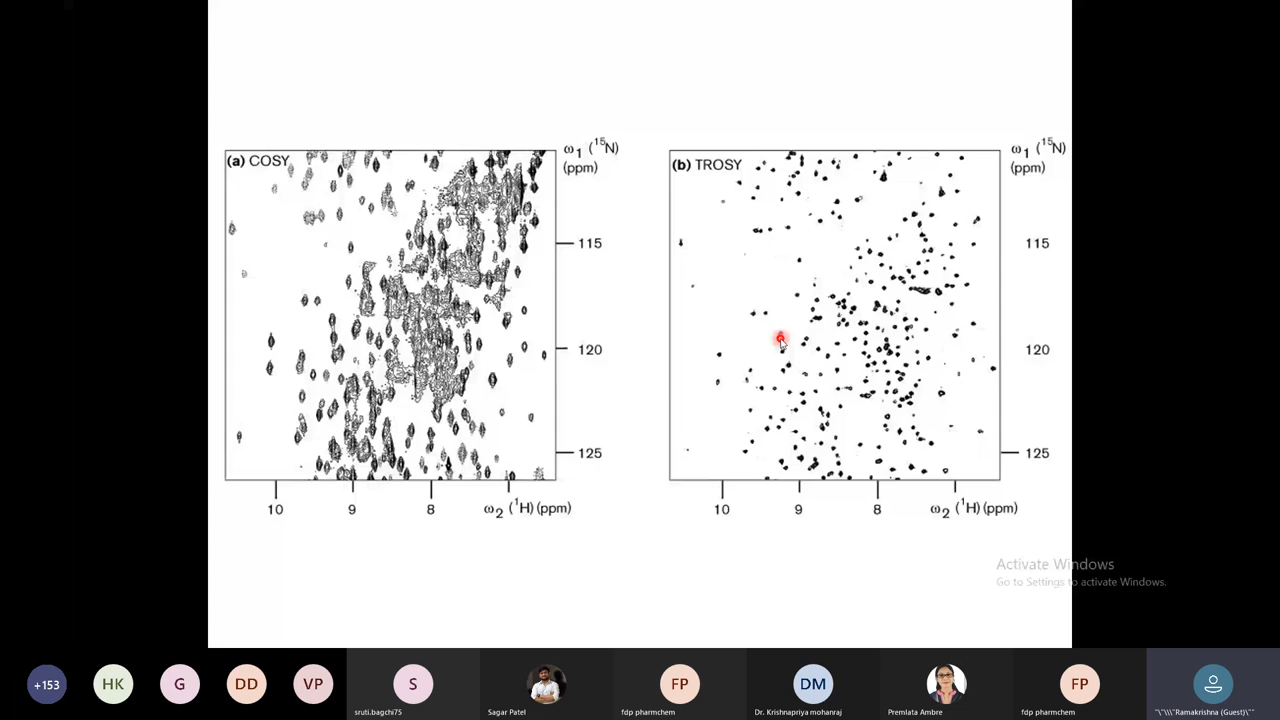 (a) COSY
ω1 (15N)
(ppm)
115
120
125
10 9 8 ω2 (1H) (ppm)
(b) TROSY
ω1 (15N)
(ppm)
115
120
125
10 9 8 ω2 (1H) (ppm)
Activate Windows
Go to Settings to activate Windows.
+153
HK
G
DD
VP
S
sruti.bagchi75
Sagar Patel
FP
fdp pharmchem
DM
Dr. Krishnapriya mohanraj
Premlata Ambre
FP
fdp pharmchem
"\"\\\"Ramakrishna (Guest)\""